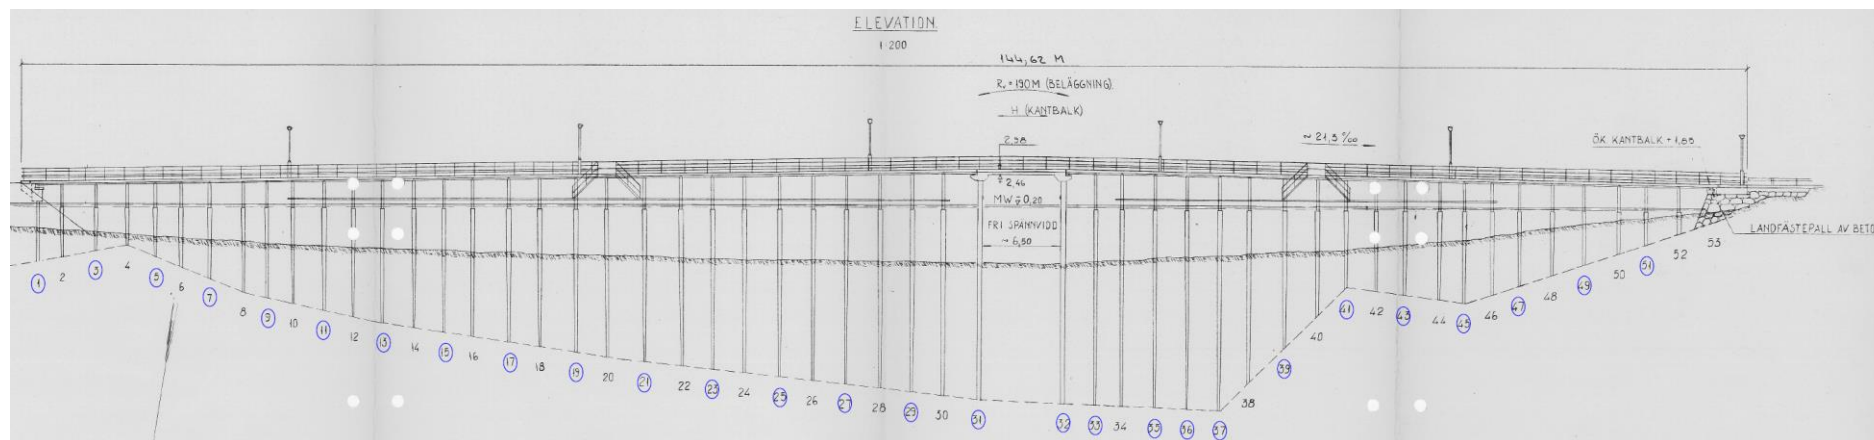 ELEVATION.
1:200
144,62 M
Rv = 190M (BELÄGGNING)
H (KANTBALK)
2,58
~ 21,3 ‰
ÖK KANTBALK + 1,85
2,46
MW 0,20
FRI SPÄNNVIDD
~ 6,50
LANDFÄSTEPALL AV BETO
1 2 3 4 5 6 7 8 9 10 11 12 13 14 15 16 17 18 19 20 21 22 23 24 25 26 27 28 29 30 31 32 33 34 35 36 37 38 39 40 41 42 43 44 45 46 47 48 49 50 51 52 53